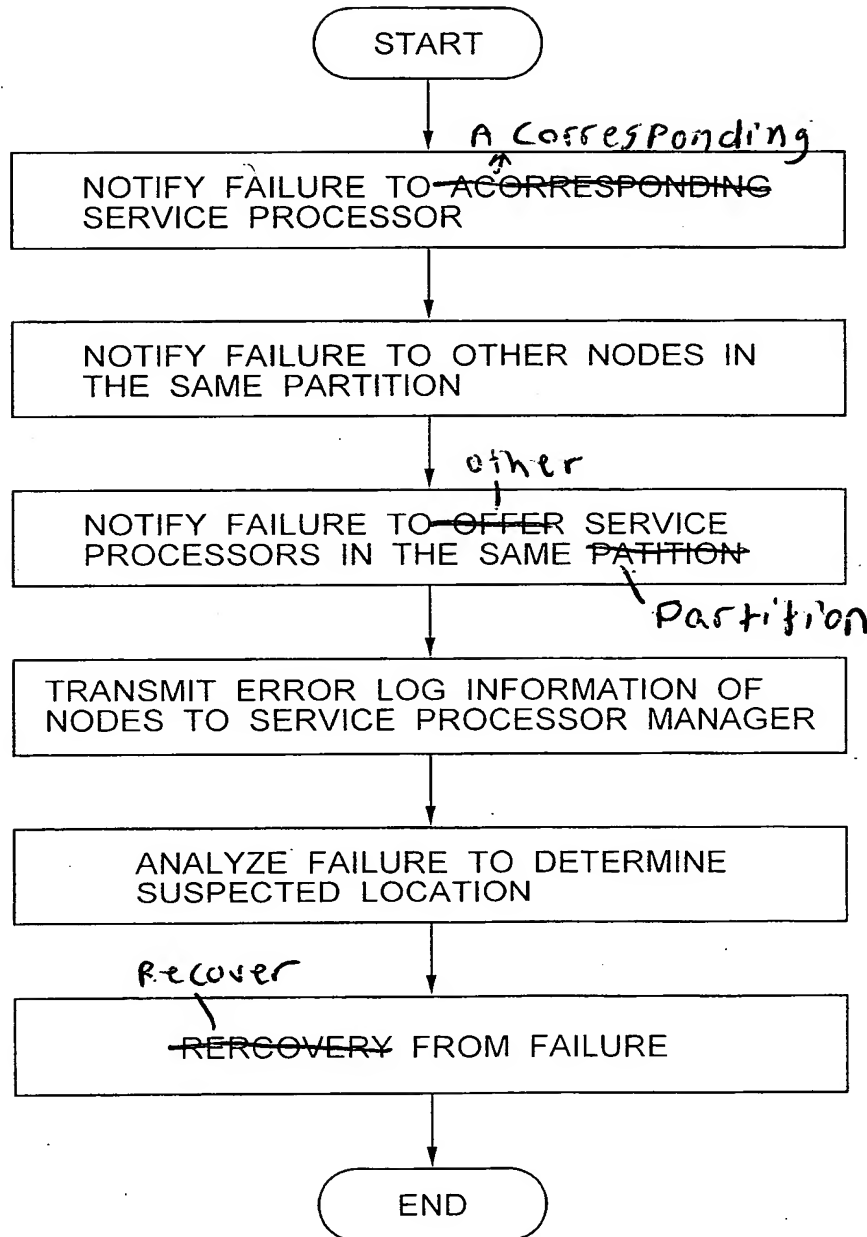 START
A Corresponding
NOTIFY FAILURE TO ACORRESPONDING
SERVICE PROCESSOR
NOTIFY FAILURE TO OTHER NODES IN
THE SAME PARTITION
other
NOTIFY FAILURE TO OFFER SERVICE
PROCESSORS IN THE SAME PATITION
Partition
TRANSMIT ERROR LOG INFORMATION OF
NODES TO SERVICE PROCESSOR MANAGER
ANALYZE FAILURE TO DETERMINE
SUSPECTED LOCATION
Recover
RERCOVERY FROM FAILURE
END